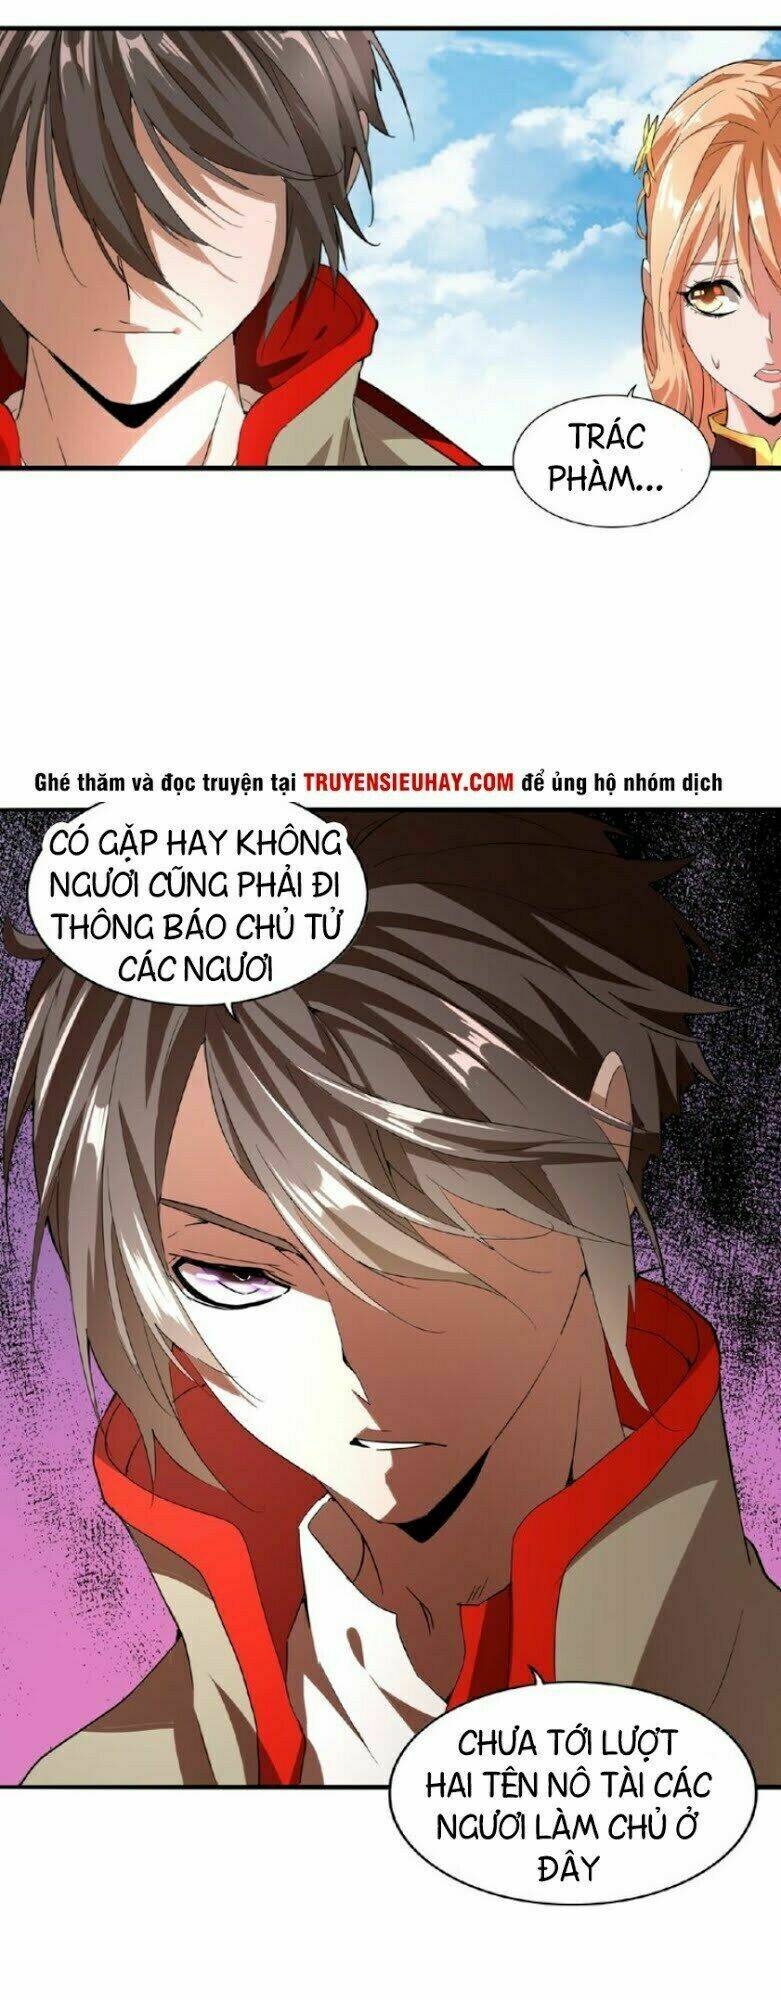 TRÁC
PHÀM...
Ghé thăm và đọc truyện tại TRUYENSIEUHAY.COM để ủng hộ nhóm dịch
CÓ GẶP HAY KHÔNG
NGƯƠI CŨNG PHẢI ĐI
THÔNG BÁO CHỦ TỬ
CÁC NGƯƠI
CHƯA TỚI LƯỢT
HAI TÊN NÔ TÀI CÁC
NGƯƠI LÀM CHỦ Ở
ĐÂY